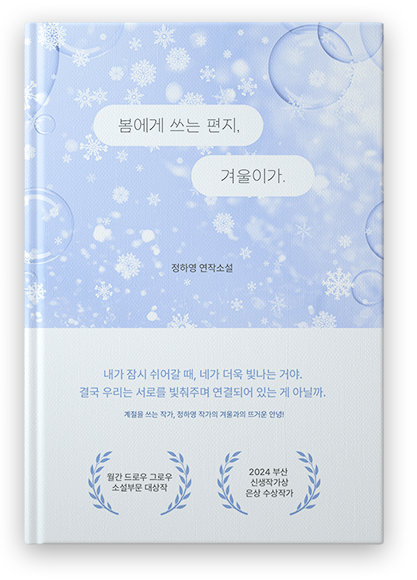 봄에게 쓰는 편지,
겨울이가.
정하영 연작소설
내가 잠시 쉬어갈 때, 네가 더욱 빛나는 거야.
결국 우리는 서로를 빛춰주며 연결되어 있는 게 아닐까.
계절을 쓰는 작가, 정하영 작가의 겨울과의 뜨거운 안녕!
월간 드로우 그로우
소설부문 대상작
2024 부산
신생작가상
은상 수상작가